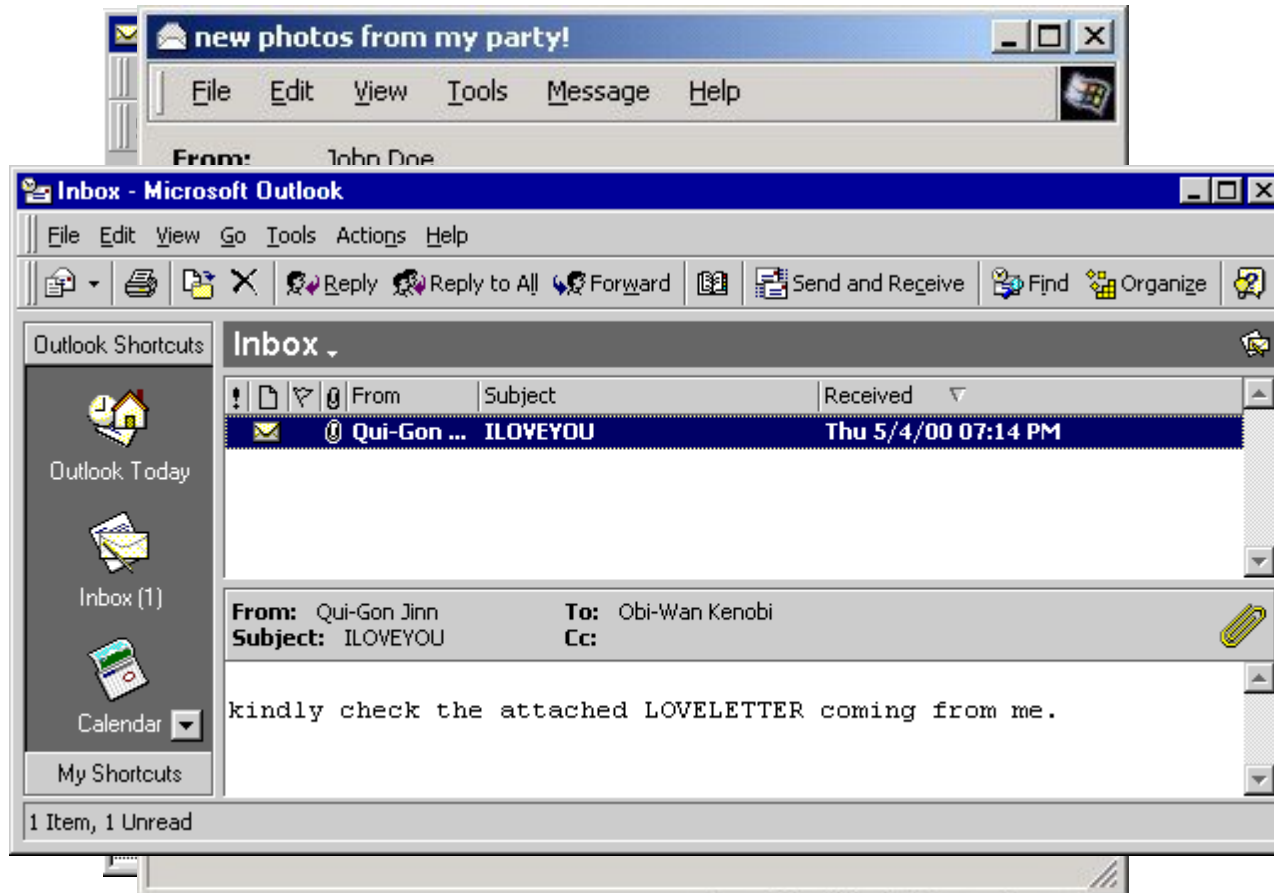 new photos from my party!
File Edit View Tools Message Help
From: John Doe
Inbox - Microsoft Outlook
File Edit View Go Tools Actions Help
Reply Reply to All Forward Send and Receive Find Organize
Outlook Shortcuts
Inbox
! From Subject Received
Qui-Gon ... ILOVEYOU Thu 5/4/00 07:14 PM
Outlook Today
Inbox (1)
Calendar
My Shortcuts
From: Qui-Gon Jinn To: Obi-Wan Kenobi
Subject: ILOVEYOU Cc:
kindly check the attached LOVELETTER coming from me.
1 Item, 1 Unread